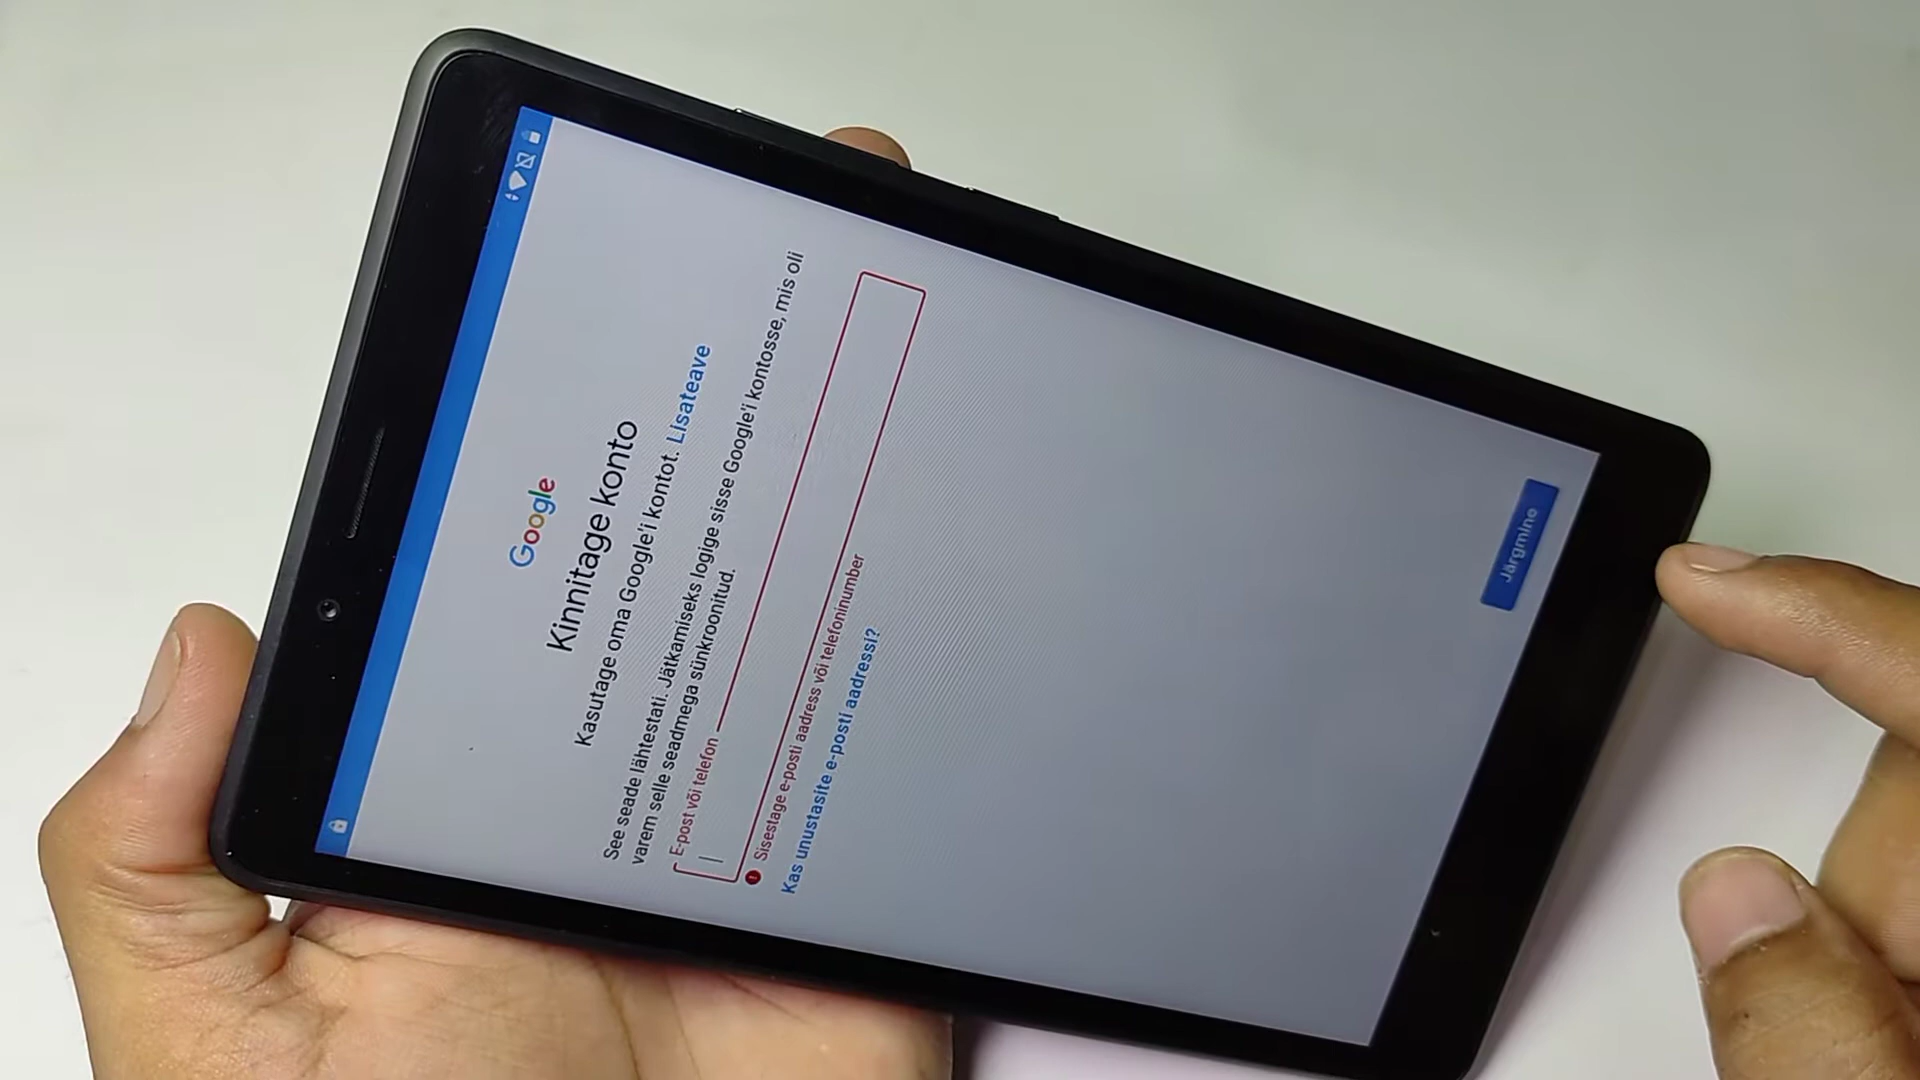 Google
Kinnitage konto
Kasutage oma Google'i kontot. Lisateave
See seade lähtestati. Jätkamiseks logige sisse Google'i kontosse, mis oli
varem selle seadmega sünkroonitud.
E-post või telefon
Sisestage e-posti aadress või telefoninumber
Kas unustasite e-posti aadressi?
Järgmine